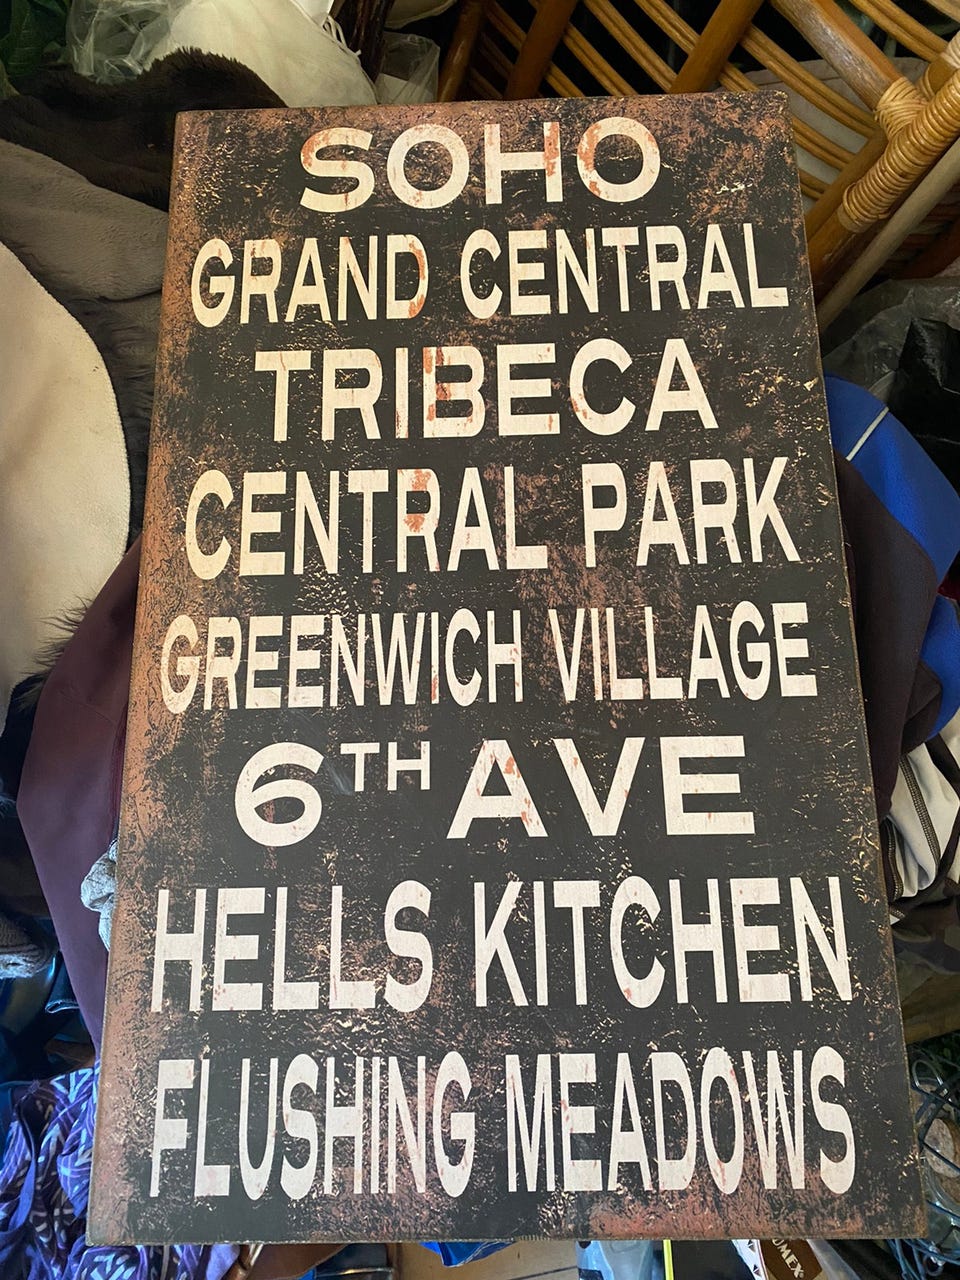 SOHO
GRAND CENTRAL
TRIBECA
CENTRAL PARK
GREENWICH VILLAGE
6TH AVE
HELLS KITCHEN
FLUSHING MEADOWS